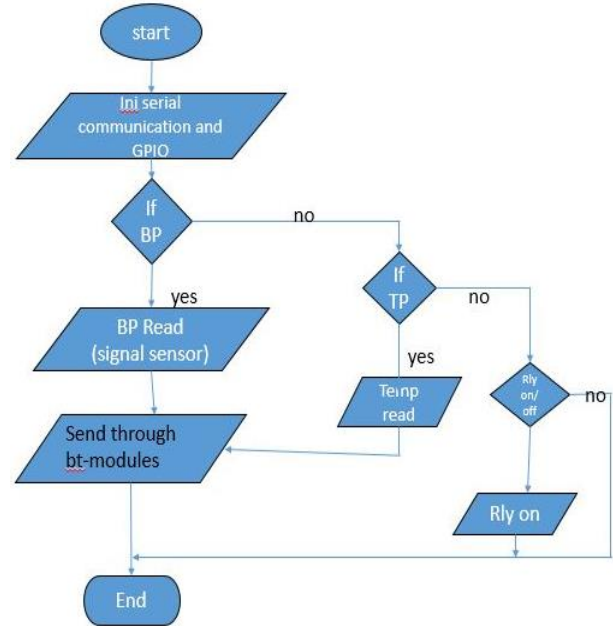 start
Ini serial
communication and
GPIO
If
BP
no
yes
BP Read
(signal sensor)
If
TP
no
yes
Temp
read
Rly
on/
off
no
Send through
bt-modules
Rly on
End